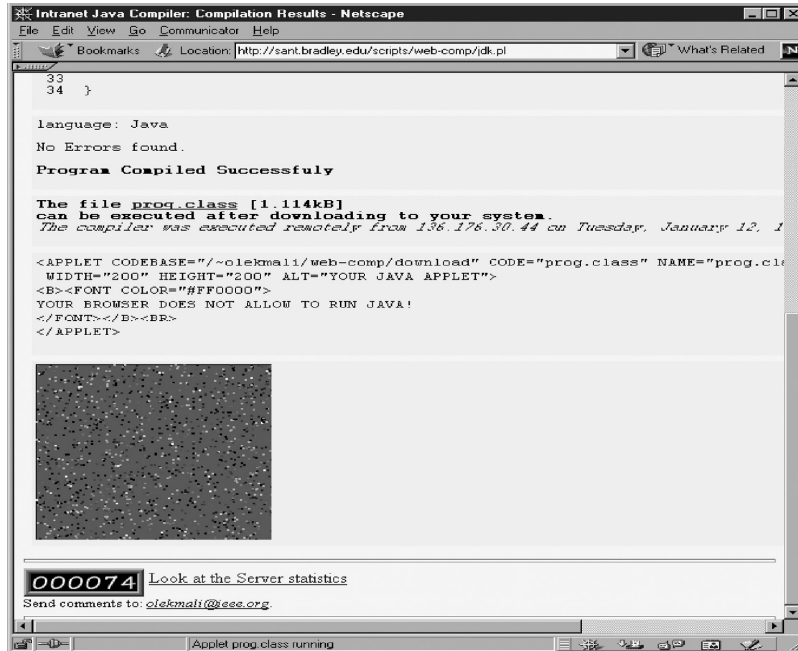 Intranet Java Compiler: Compilation Results - Netscape
File Edit View Go Communicator Help
Bookmarks Location: http://sant.bradley.edu/scripts/web-comp/jdk.pl What's Related N
33
34 }
language: Java
No Errors found.
Program Compiled Successfuly
The file prog.class [1.114kB]
can be executed after downloading to your system.
The compiler was executed remotely from 136.176.30.44 on Tuesday, January 12, 1
<APPLET CODEBASE="/~olekmali/web-comp/download" CODE="prog.class" NAME="prog.cla
WIDTH="200" HEIGHT="200" ALT="YOUR JAVA APPLET">
<B><FONT COLOR="#FF0000">
YOUR BROWSER DOES NOT ALLOW TO RUN JAVA!
</FONT></B><BR>
</APPLET>
000074 Look at the Server statistics
Send comments to: olekmali@ieee.org.
Applet prog.class running